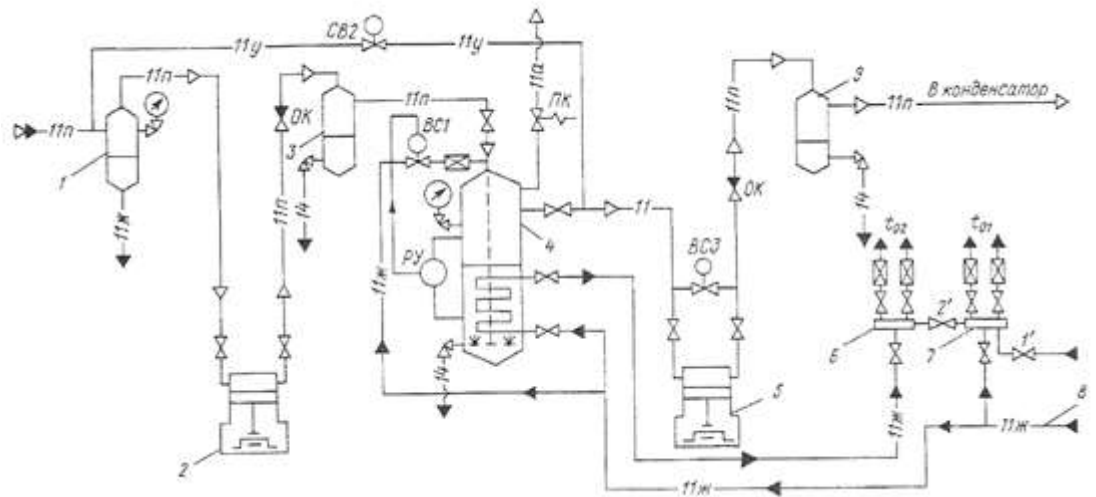 СВ2
11у
11у
11п
11п
11а
ПК
11п
9
11п
В конденсатор
ОК
3
ВС1
11п
1
11ж
11п
14
11ж
РУ
4
11
ВС3
ОК
14
t₀₂
t₀₁
2'
1'
6
7
14
5
11ж
11ж
8
2
11ж